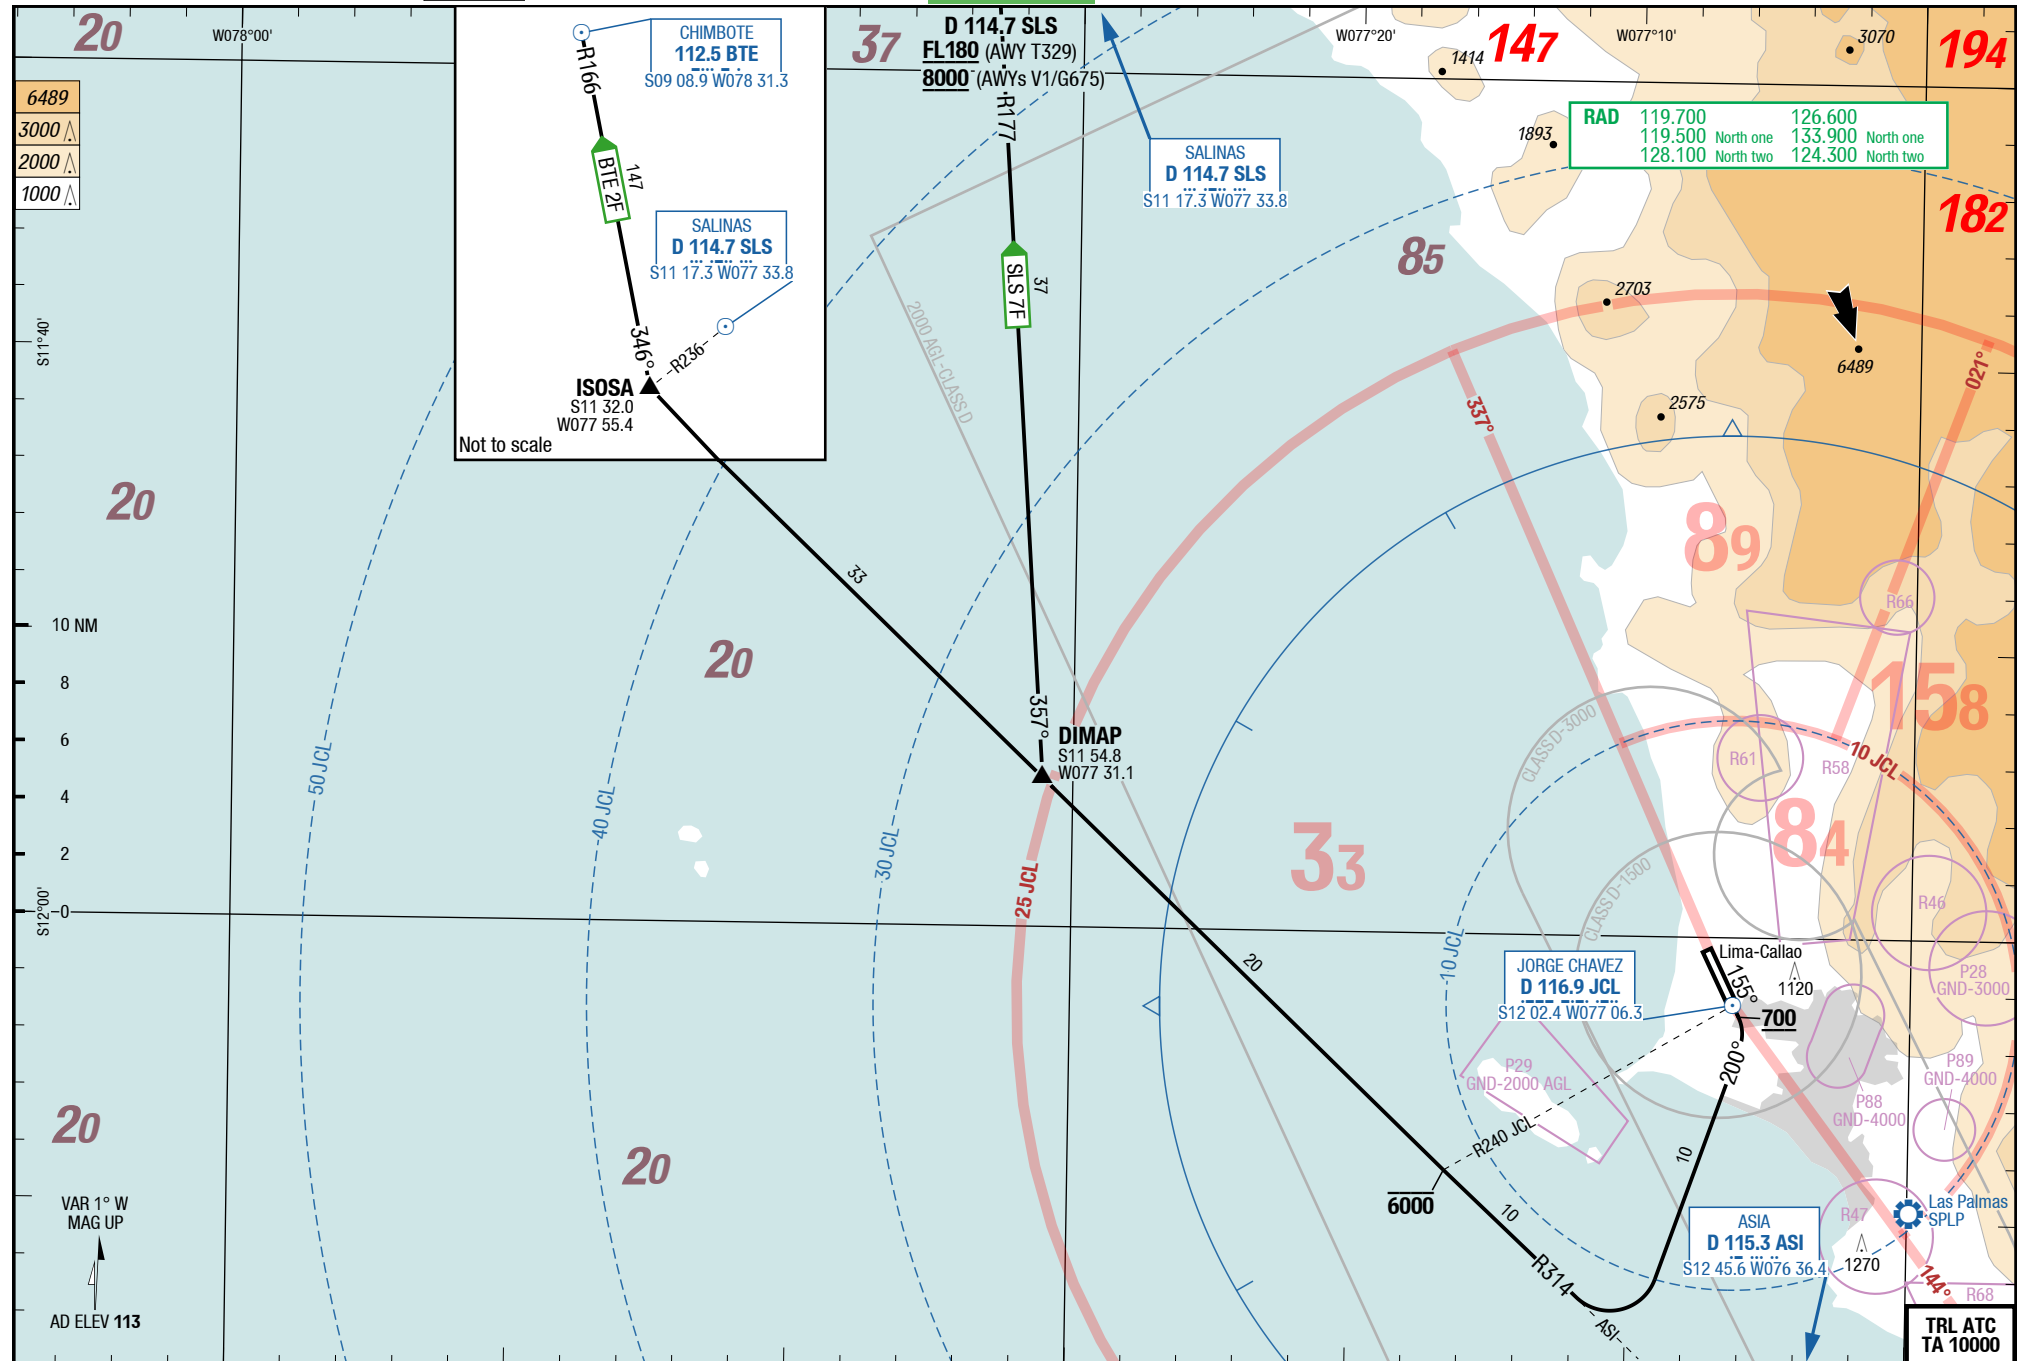 20
W078°00'
CHIMBOTE
112.5 BTE
S09 08.9 W078 31.3
R166
147
BTE 2F
SALINAS
D 114.7 SLS
S11 17.3 W077 33.8
346°
R236
ISOSA
S11 32.0
W077 55.4
Not to scale
6489
3000
2000
1000
37
D 114.7 SLS
FL180 (AWY T329)
8000 (AWYs V1/G675)
R177
SALINAS
D 114.7 SLS
S11 17.3 W077 33.8
37
SLS 7F
2000 AGL-CLASS D
W077°20'
1414
147
W077°10'
3070
194
RAD 119.700 126.600
119.500 North one 133.900 North one
128.100 North two 124.300 North two
1893
182
85
2703
6489
2575
337°
021°
S11°40'
20
33
20
89
R66
158
10 NM
8
6
4
2
0
S12°00'
50 JCL
40 JCL
30 JCL
25 JCL
357°
DIMAP
S11 54.8
W077 31.1
CLASS D-3000
R61
R58
10 JCL
33
84
CLASS D-1500
R46
20
10 JCL
JORGE CHAVEZ
D 116.9 JCL
S12 02.4 W077 06.3
Lima-Callao
155°
1120
700
P28
GND-3000
P29
GND-2000 AGL
200°
P89
GND-4000
P88
GND-4000
R240 JCL
10
6000
10
20
20
R314
ASI
ASIA
D 115.3 ASI
S12 45.6 W076 36.4
R47
1270
Las Palmas
SPLP
144°
R68
VAR 1° W
MAG UP
AD ELEV 113
TRL ATC
TA 10000